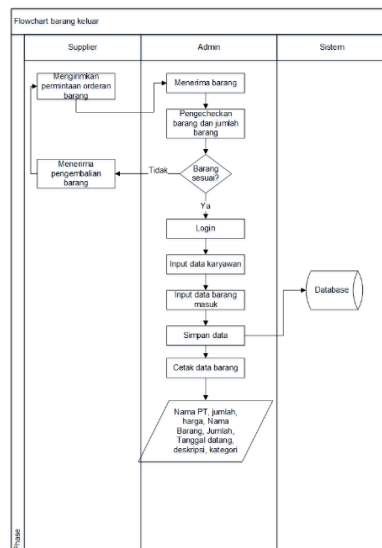 Flowchart barang keluar
Supplier
Admin
Sistem
Mengirimkan
permintaan orderan
barang
Menerima barang
Pengecheckan
barang dan jumlah
barang
Menerima
pengembalian
barang
Tidak
Barang
sesuai?
Ya
Login
Input data karyawan
Input data barang
masuk
Database
Simpan data
Cetak data barang
Nama PT, jumlah,
harga, Nama
Barang, Jumlah,
Tanggal datang,
deskripsi, kategori
Phase